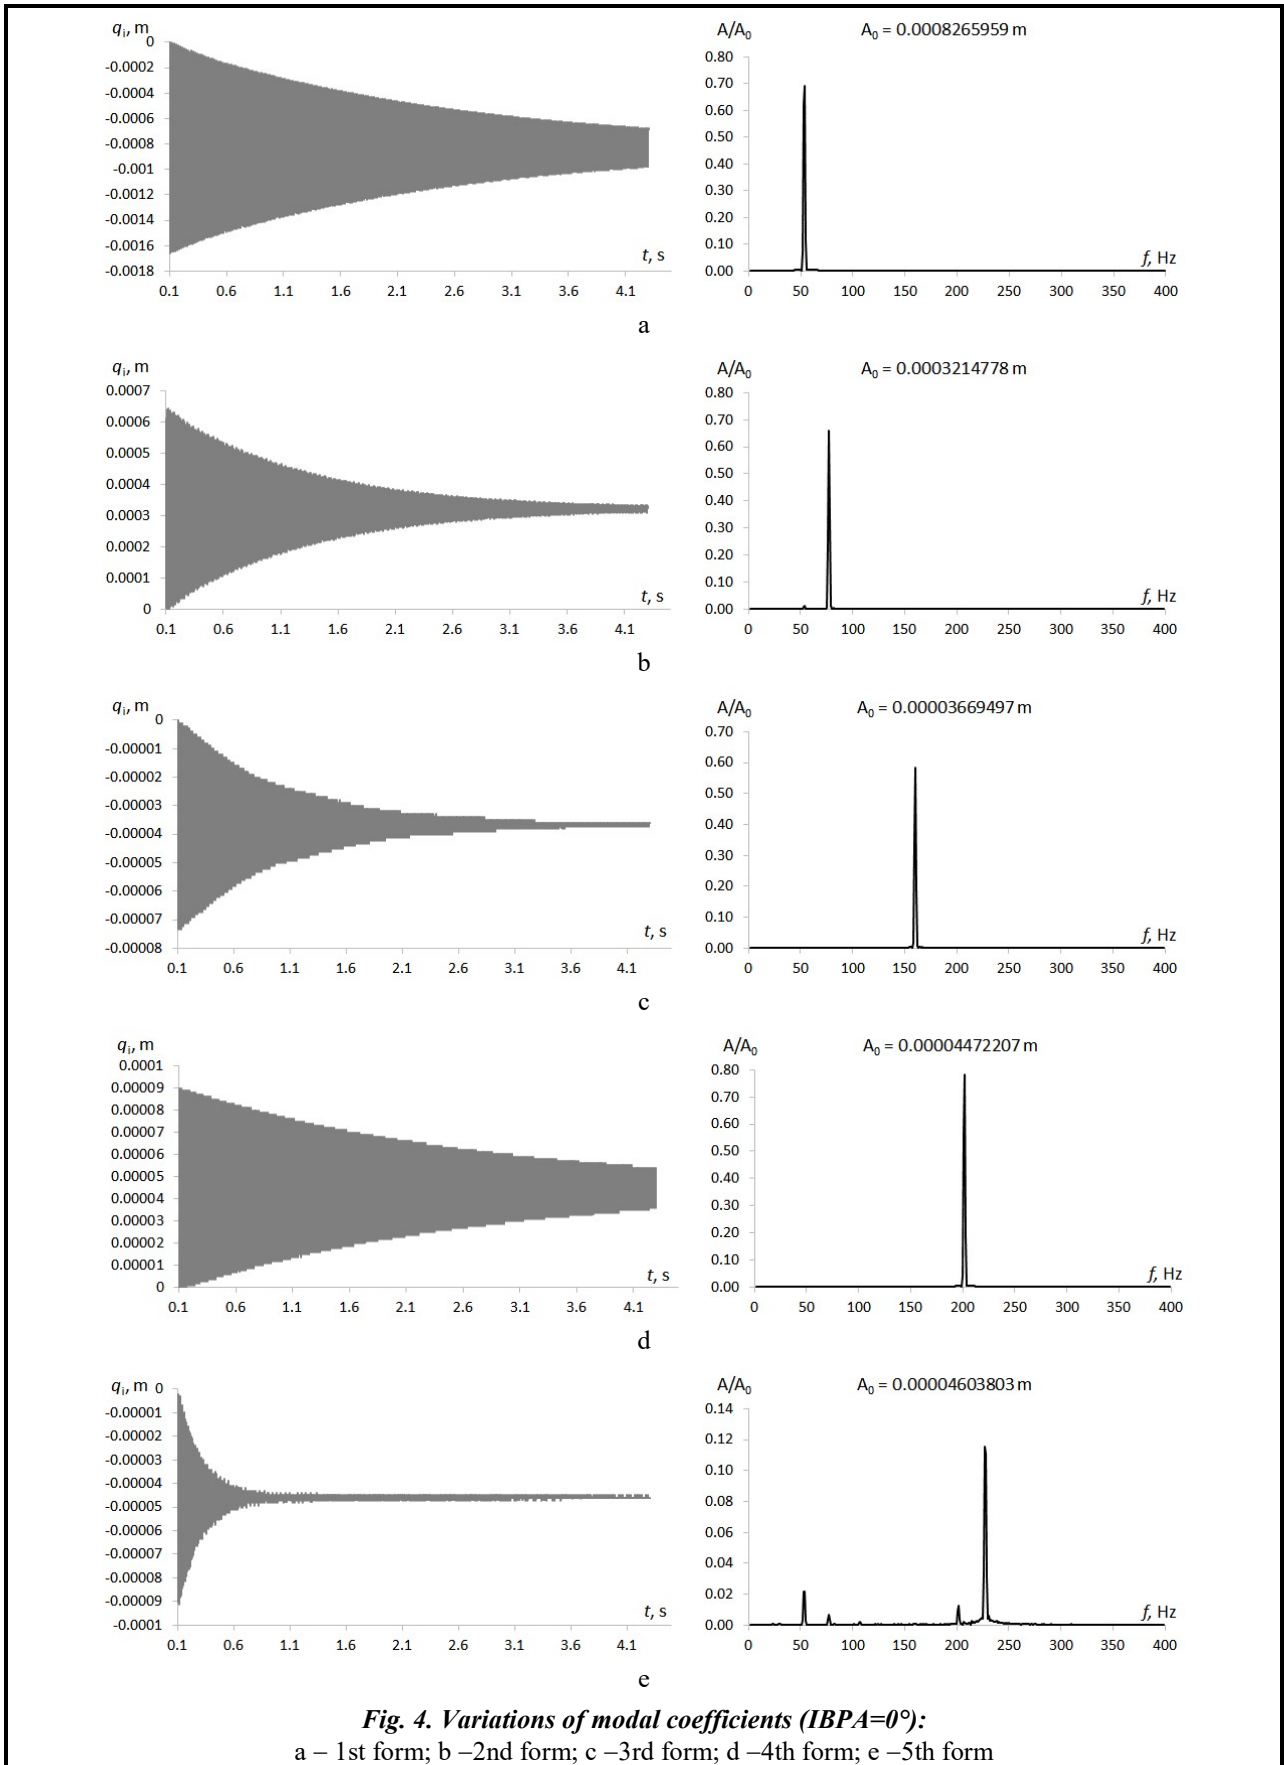 qi, m
0
-0.0002
-0.0004
-0.0006
-0.0008
-0.001
-0.0012
-0.0014
-0.0016
-0.0018
t, s
0.1 0.6 1.1 1.6 2.1 2.6 3.1 3.6 4.1
A/A0 A0 = 0.0008265959 m
0.80
0.70
0.60
0.50
0.40
0.30
0.20
0.10
0.00
f, Hz
0 50 100 150 200 250 300 350 400
a
qi, m
0.0007
0.0006
0.0005
0.0004
0.0003
0.0002
0.0001
0
t, s
0.1 0.6 1.1 1.6 2.1 2.6 3.1 3.6 4.1
A/A0 A0 = 0.0003214778 m
0.80
0.70
0.60
0.50
0.40
0.30
0.20
0.10
0.00
f, Hz
0 50 100 150 200 250 300 350 400
b
qi, m
0
-0.00001
-0.00002
-0.00003
-0.00004
-0.00005
-0.00006
-0.00007
-0.00008
t, s
0.1 0.6 1.1 1.6 2.1 2.6 3.1 3.6 4.1
A/A0 A0 = 0.00003669497 m
0.70
0.60
0.50
0.40
0.30
0.20
0.10
0.00
f, Hz
0 50 100 150 200 250 300 350 400
c
qi, m
0.0001
0.00009
0.00008
0.00007
0.00006
0.00005
0.00004
0.00003
0.00002
0.00001
0
t, s
0.1 0.6 1.1 1.6 2.1 2.6 3.1 3.6 4.1
A/A0 A0 = 0.00004472207 m
0.80
0.70
0.60
0.50
0.40
0.30
0.20
0.10
0.00
f, Hz
0 50 100 150 200 250 300 350 400
d
qi, m
0
-0.00001
-0.00002
-0.00003
-0.00004
-0.00005
-0.00006
-0.00007
-0.00008
-0.00009
-0.0001
t, s
0.1 0.6 1.1 1.6 2.1 2.6 3.1 3.6 4.1
A/A0 A0 = 0.00004603803 m
0.14
0.12
0.10
0.08
0.06
0.04
0.02
0.00
f, Hz
0 50 100 150 200 250 300 350 400
e
Fig. 4. Variations of modal coefficients (IBPA=0°):
a – 1st form; b –2nd form; c –3rd form; d –4th form; e –5th form